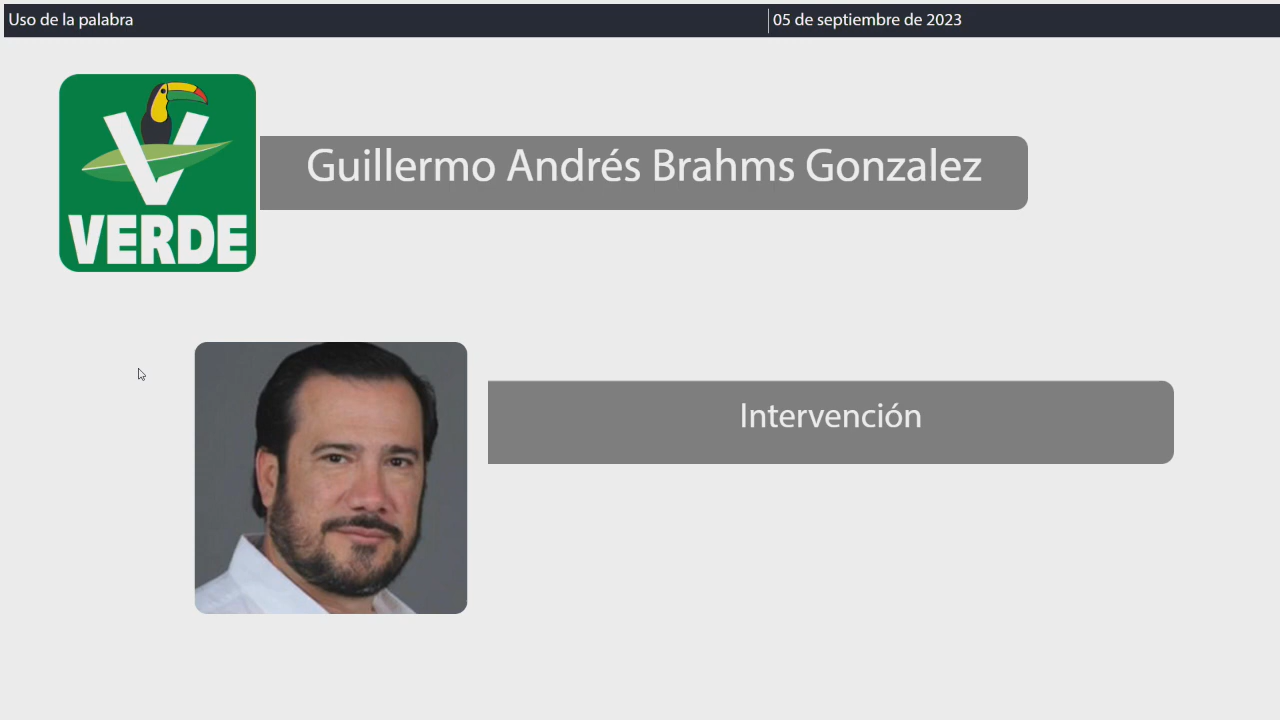 Uso de la palabra
05 de septiembre de 2023
VERDE
Guillermo Andrés Brahms Gonzalez
Intervención